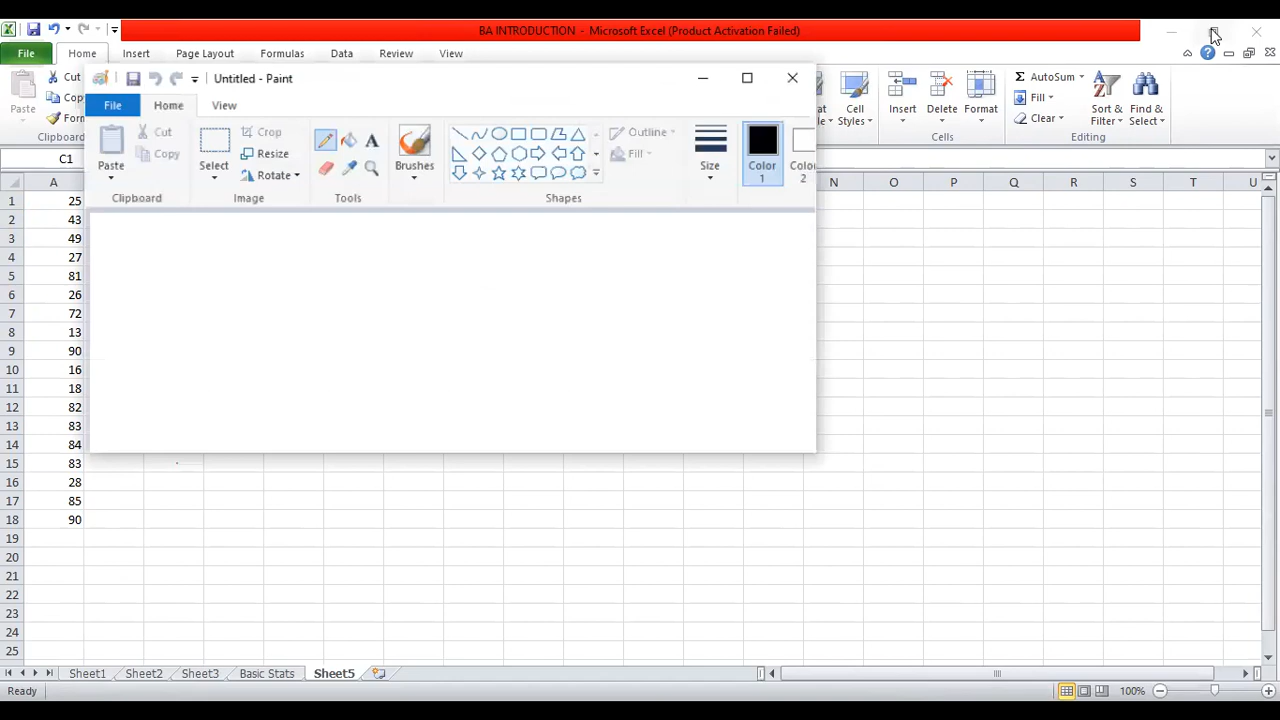 BA INTRODUCTION - Microsoft Excel (Product Activation Failed)
File Home Insert Page Layout Formulas Data Review View
Cut
Paste
Clipboard
Untitled - Paint
File Home View
Paste
Cut
Copy
Clipboard
Select
Crop
Resize
Rotate
Image
Tools
Brushes
Shapes
Outline
Fill
Size
Color 1
2
Cell Styles
Insert Delete Format
Cells
AutoSum
Fill
Clear
Sort & Filter
Find & Select
Editing
C1
A N O P Q R S T U
1 25
2 43
3 49
4 27
5 81
6 26
7 72
8 13
9 90
10 16
11 18
12 82
13 83
14 84
15 83
16 28
17 85
18 90
19
20
21
22
23
24
25
Sheet1 Sheet2 Sheet3 Basic Stats Sheet5
Ready
100%